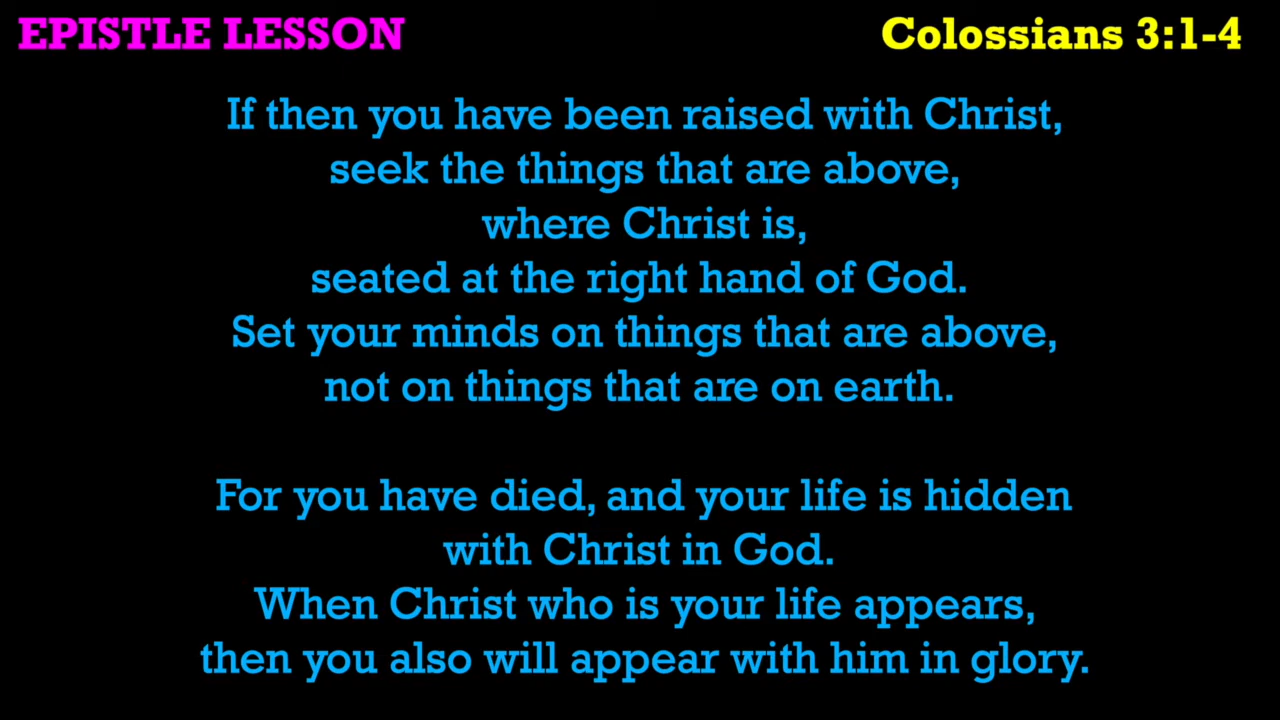 EPISTLE LESSON
Colossians 3:1-4
If then you have been raised with Christ,
seek the things that are above,
where Christ is,
seated at the right hand of God.
Set your minds on things that are above,
not on things that are on earth.
For you have died, and your life is hidden
with Christ in God.
When Christ who is your life appears,
then you also will appear with him in glory.